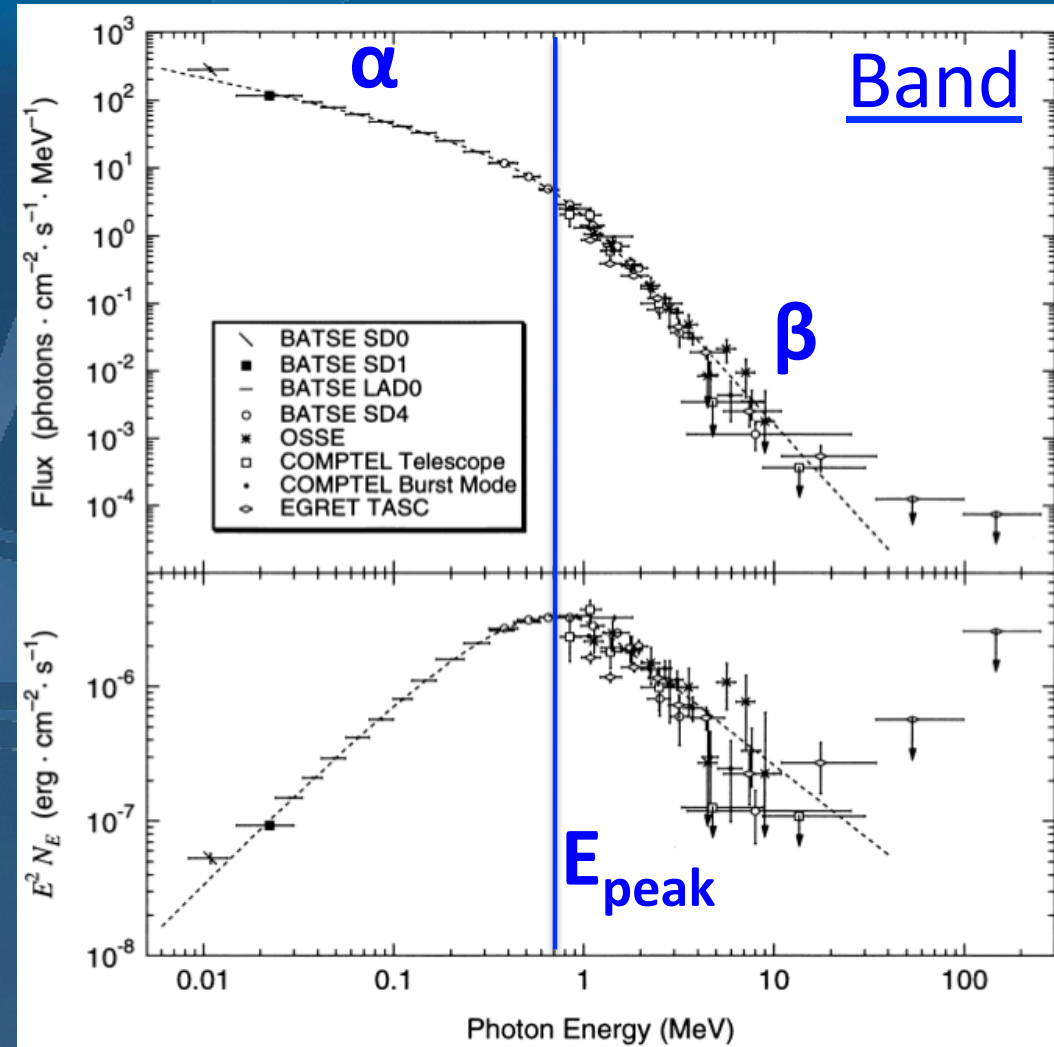 α
Band
β
E_peak
Flux (photons · cm⁻² · s⁻¹ · MeV⁻¹)
10³
10²
10¹
10⁰
10⁻¹
10⁻²
10⁻³
10⁻⁴
BATSE SD0
BATSE SD1
BATSE LAD0
BATSE SD4
OSSE
COMPTEL Telescope
COMPTEL Burst Mode
EGRET TASC
E² N_E (erg · cm⁻² · s⁻¹)
10⁻⁶
10⁻⁷
10⁻⁸
0.01
0.1
1
10
100
Photon Energy (MeV)